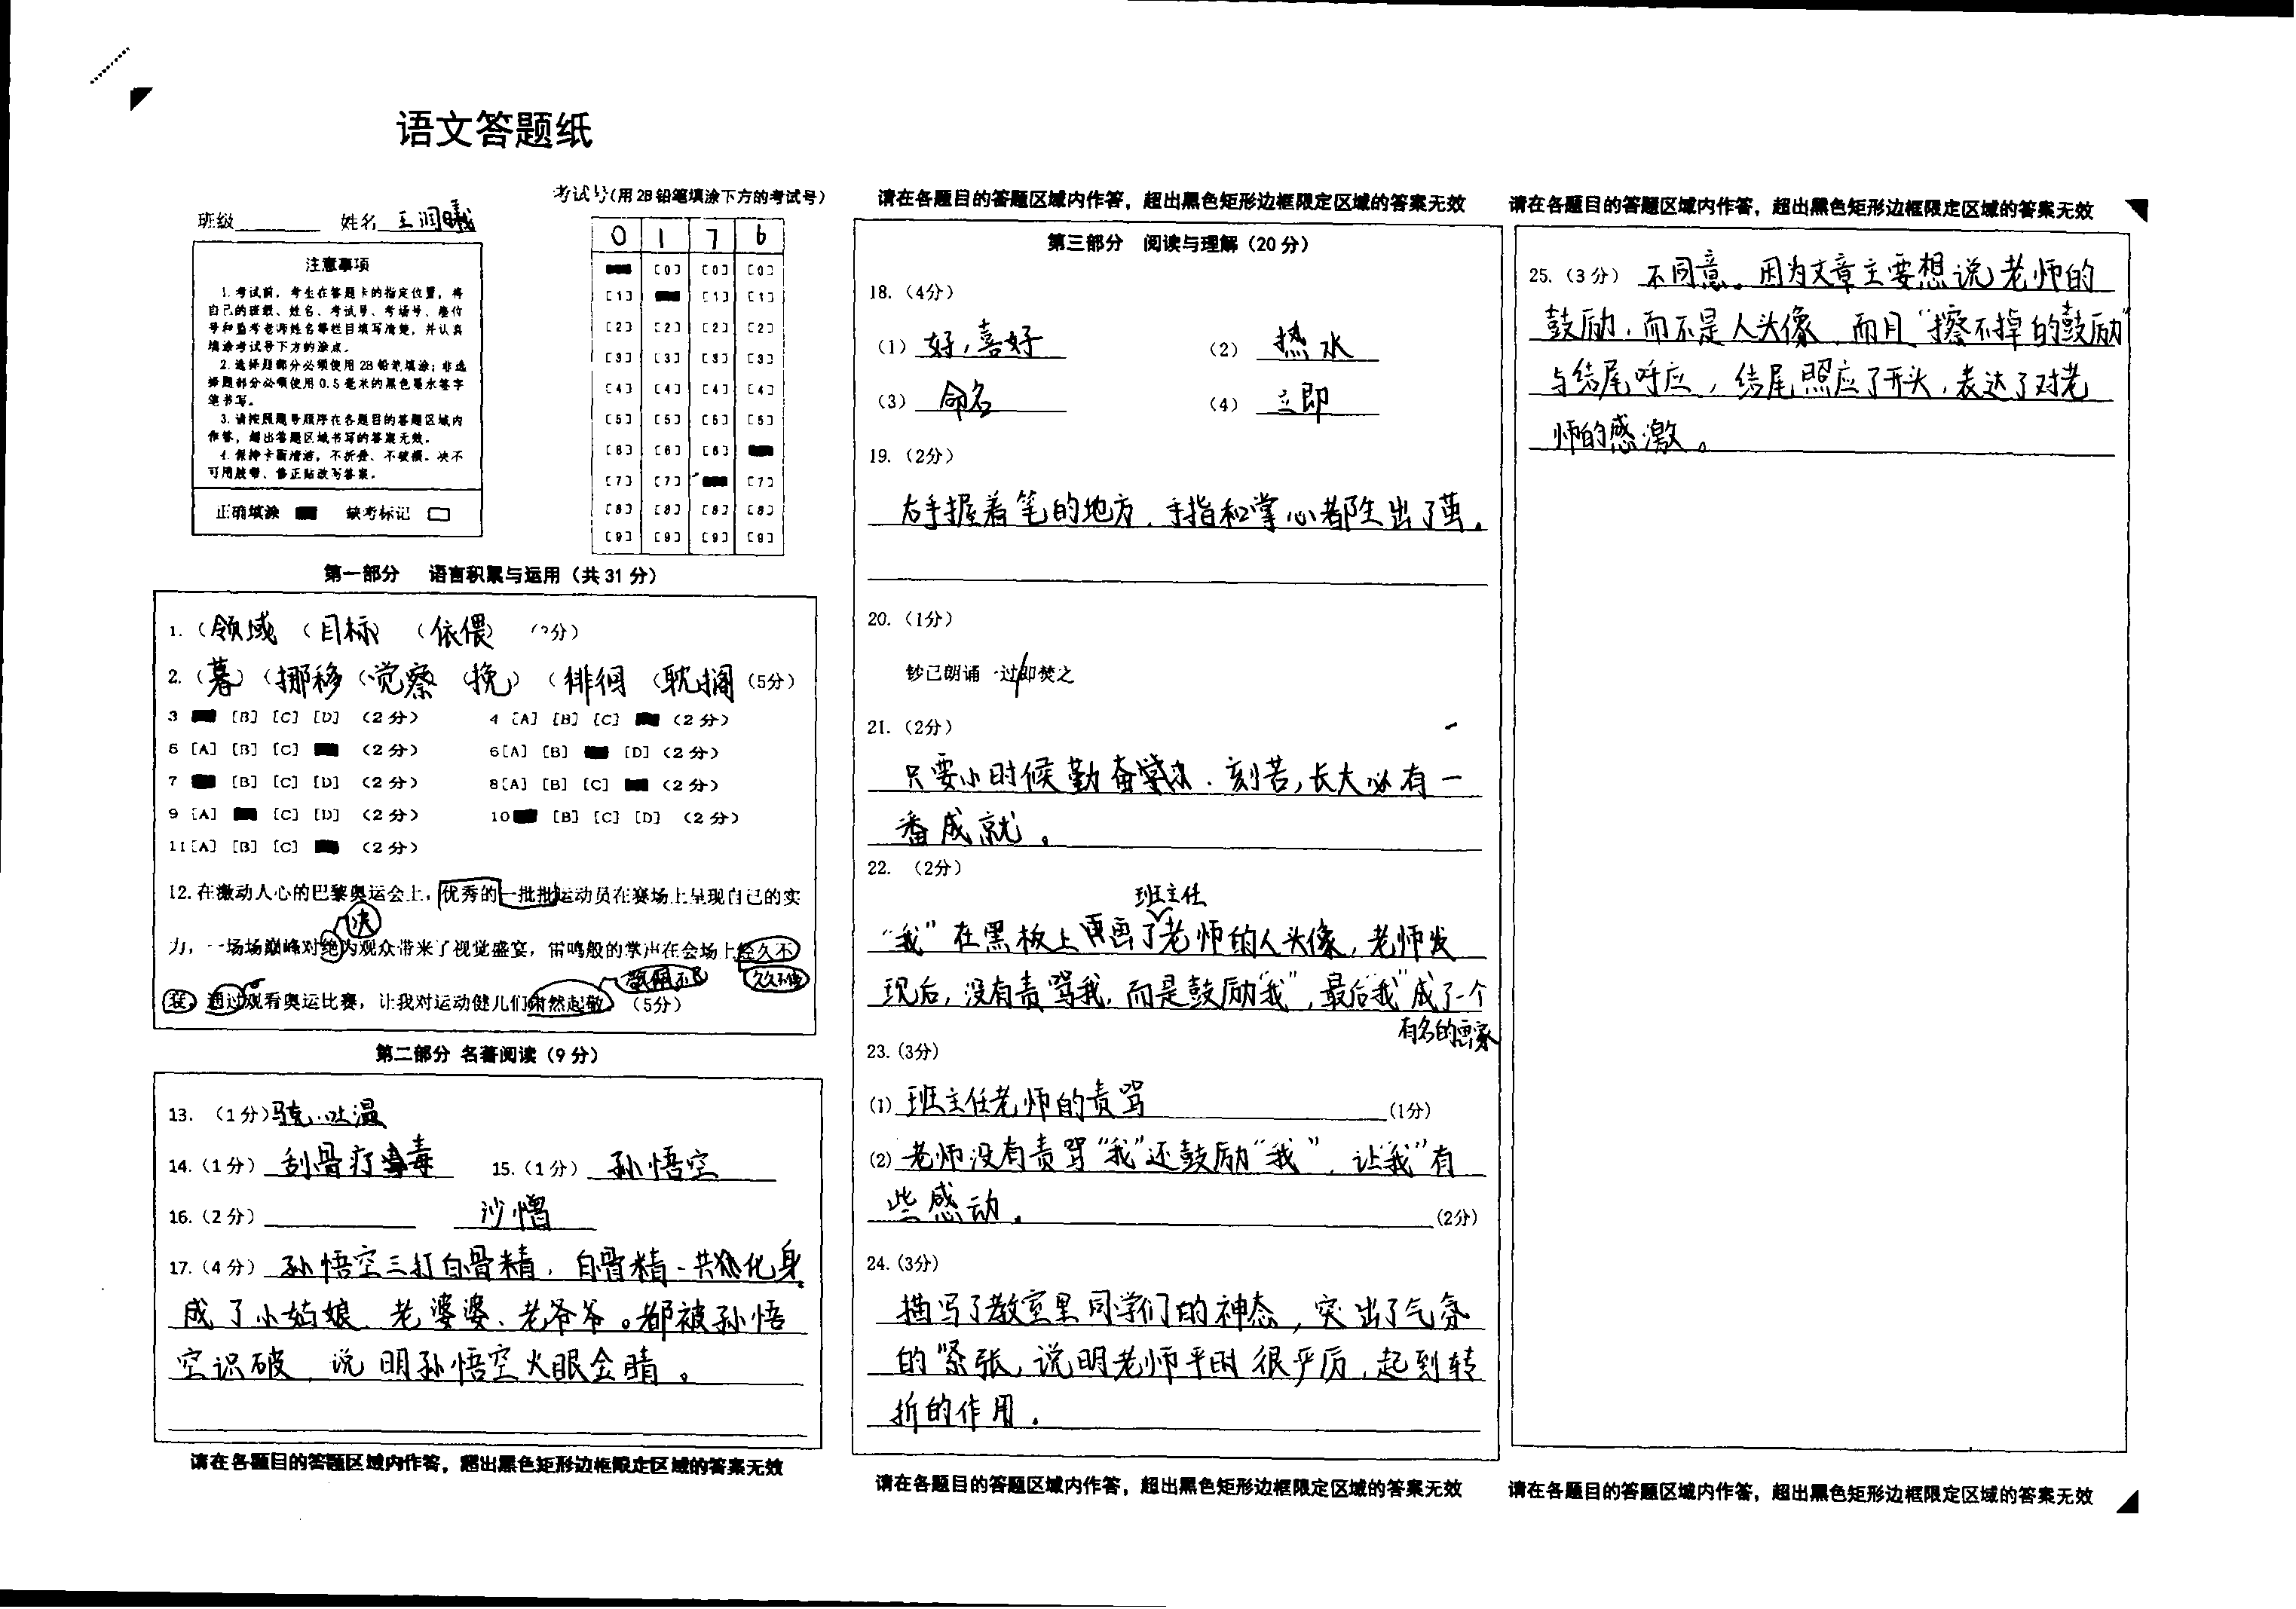 语文答题纸
班级 姓名 王润曦
考试号(用2B铅笔填涂下方的考试号)
0 1 7 6
[0] [0] [0]
[1] [1] [1]
[2] [2] [2] [2]
[3] [3] [3] [3]
[4] [4] [4] [4]
[5] [5] [5] [5]
[6] [6] [6]
[7] [7] [7]
[8] [8] [8] [8]
[9] [9] [9] [9]
注意事项
1.考试前,考生在答题卡的指定位置,将
自己的班级、姓名、考试号、考场号、座位
号和监考老师姓名等栏目填写清楚,并认真
填涂考试号下方的涂点。
2.选择题部分必须使用2B铅笔填涂;非选
择题部分必须使用0.5毫米的黑色墨水签字
笔书写。
3.请按照题号顺序在各题目的答题区域内
作答,超出答题区域书写的答案无效。
4.保持卡面清洁,不折叠、不破损。决不
可用胶带、修正贴改写答案。
正确填涂 缺考标记
第一部分 语言积累与运用(共31分)
1.(领域 (目标) (依偎 (2分)
2.(暮)(挪移(觉察 (挽)(徘徊 (耽搁(5分)
3 [B] [C] [D] (2分) 4 [A] [B] [C] (2分)
5 [A] [B] [C] (2分) 6[A] [B] [D](2分)
7 [B] [C] [D] (2分) 8[A] [B] [C] (2分)
9 [A] [C] [D] (2分) 10 [B] [C] [D] (2分)
11[A] [B] [C] (2分)
12.在激动人心的巴黎奥运会上,优秀的一批批运动员在赛场上呈现自己的实
决
力,一场场巅峰对绝为观众带来了视觉盛宴,雷鸣般的掌声在会场上经久不
久久不息
衰。通过观看奥运比赛,让我对运动健儿们肃然起敬。(5分)
第二部分 名著阅读(9分)
13. (1分)骁、吐温
14.(1分) 刮骨疗毒 15.(1分) 孙悟空
16.(2分) 沙僧
17.(4分) 孙悟空三打白骨精,白骨精一共化身
成了小姑娘、老婆婆、老爷爷。都被孙悟
空识破,说明孙悟空火眼金睛。
请在各题目的答题区域内作答,超出黑色矩形边框限定区域的答案无效
请在各题目的答题区域内作答,超出黑色矩形边框限定区域的答案无效
第三部分 阅读与理解(20分)
18.(4分)
(1) 好,喜好 (2) 热水
(3) 命名 (4) 立即
19.(2分)
右手握着笔的地方,手指和掌心都生出了茧。
20.(1分)
钞已朗诵一过/即焚之
21.(2分)
只要小时候勤奋、刻苦,长大必有一
番成就。
22. (2分)
班主任
“我”在黑板上画了老师的人头像,老师发
现后,没有责骂我,而是鼓励“我”,最后“我”成了一个
有名的画家
23.(3分)
(1)班主任老师的责骂(1分)
(2)老师没有责骂“我”还鼓励“我”,让“我”有
些感动。(2分)
24.(3分)
描写了教室里同学们的神态,突出了气氛
的紧张,说明老师平时很严厉,起到转
折的作用。
请在各题目的答题区域内作答,超出黑色矩形边框限定区域的答案无效
请在各题目的答题区域内作答,超出黑色矩形边框限定区域的答案无效
25.(3分) 不同意。因为文章主要想说老师的
鼓励,而不是人头像,而且“擦不掉的鼓励”
与结尾呼应,结尾照应了开头,表达了对老
师的感激。
请在各题目的答题区域内作答,超出黑色矩形边框限定区域的答案无效